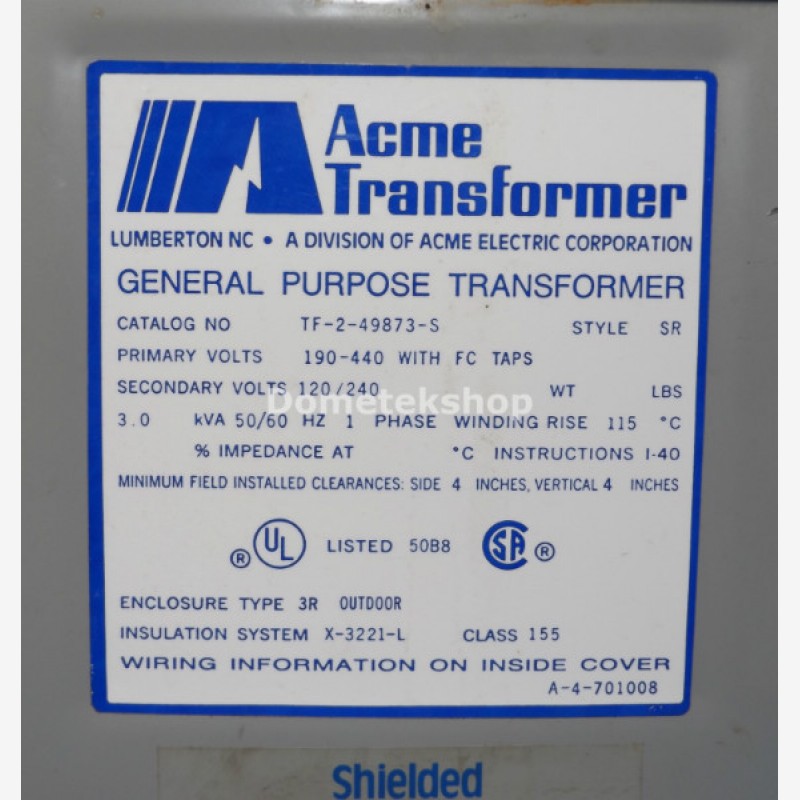 Acme
Transformer
LUMBERTON NC • A DIVISION OF ACME ELECTRIC CORPORATION
GENERAL PURPOSE TRANSFORMER
CATALOG NO TF-2-49873-S STYLE SR
PRIMARY VOLTS 190-440 WITH FC TAPS
SECONDARY VOLTS 120/240 WT LBS
Dometekshop
3.0 kVA 50/60 HZ 1 PHASE WINDING RISE 115 °C
% IMPEDANCE AT °C INSTRUCTIONS I-40
MINIMUM FIELD INSTALLED CLEARANCES: SIDE 4 INCHES, VERTICAL 4 INCHES
® UL LISTED 50B8 SA ®
ENCLOSURE TYPE 3R OUTDOOR
INSULATION SYSTEM X-3221-L CLASS 155
WIRING INFORMATION ON INSIDE COVER
A-4-701008
Shielded